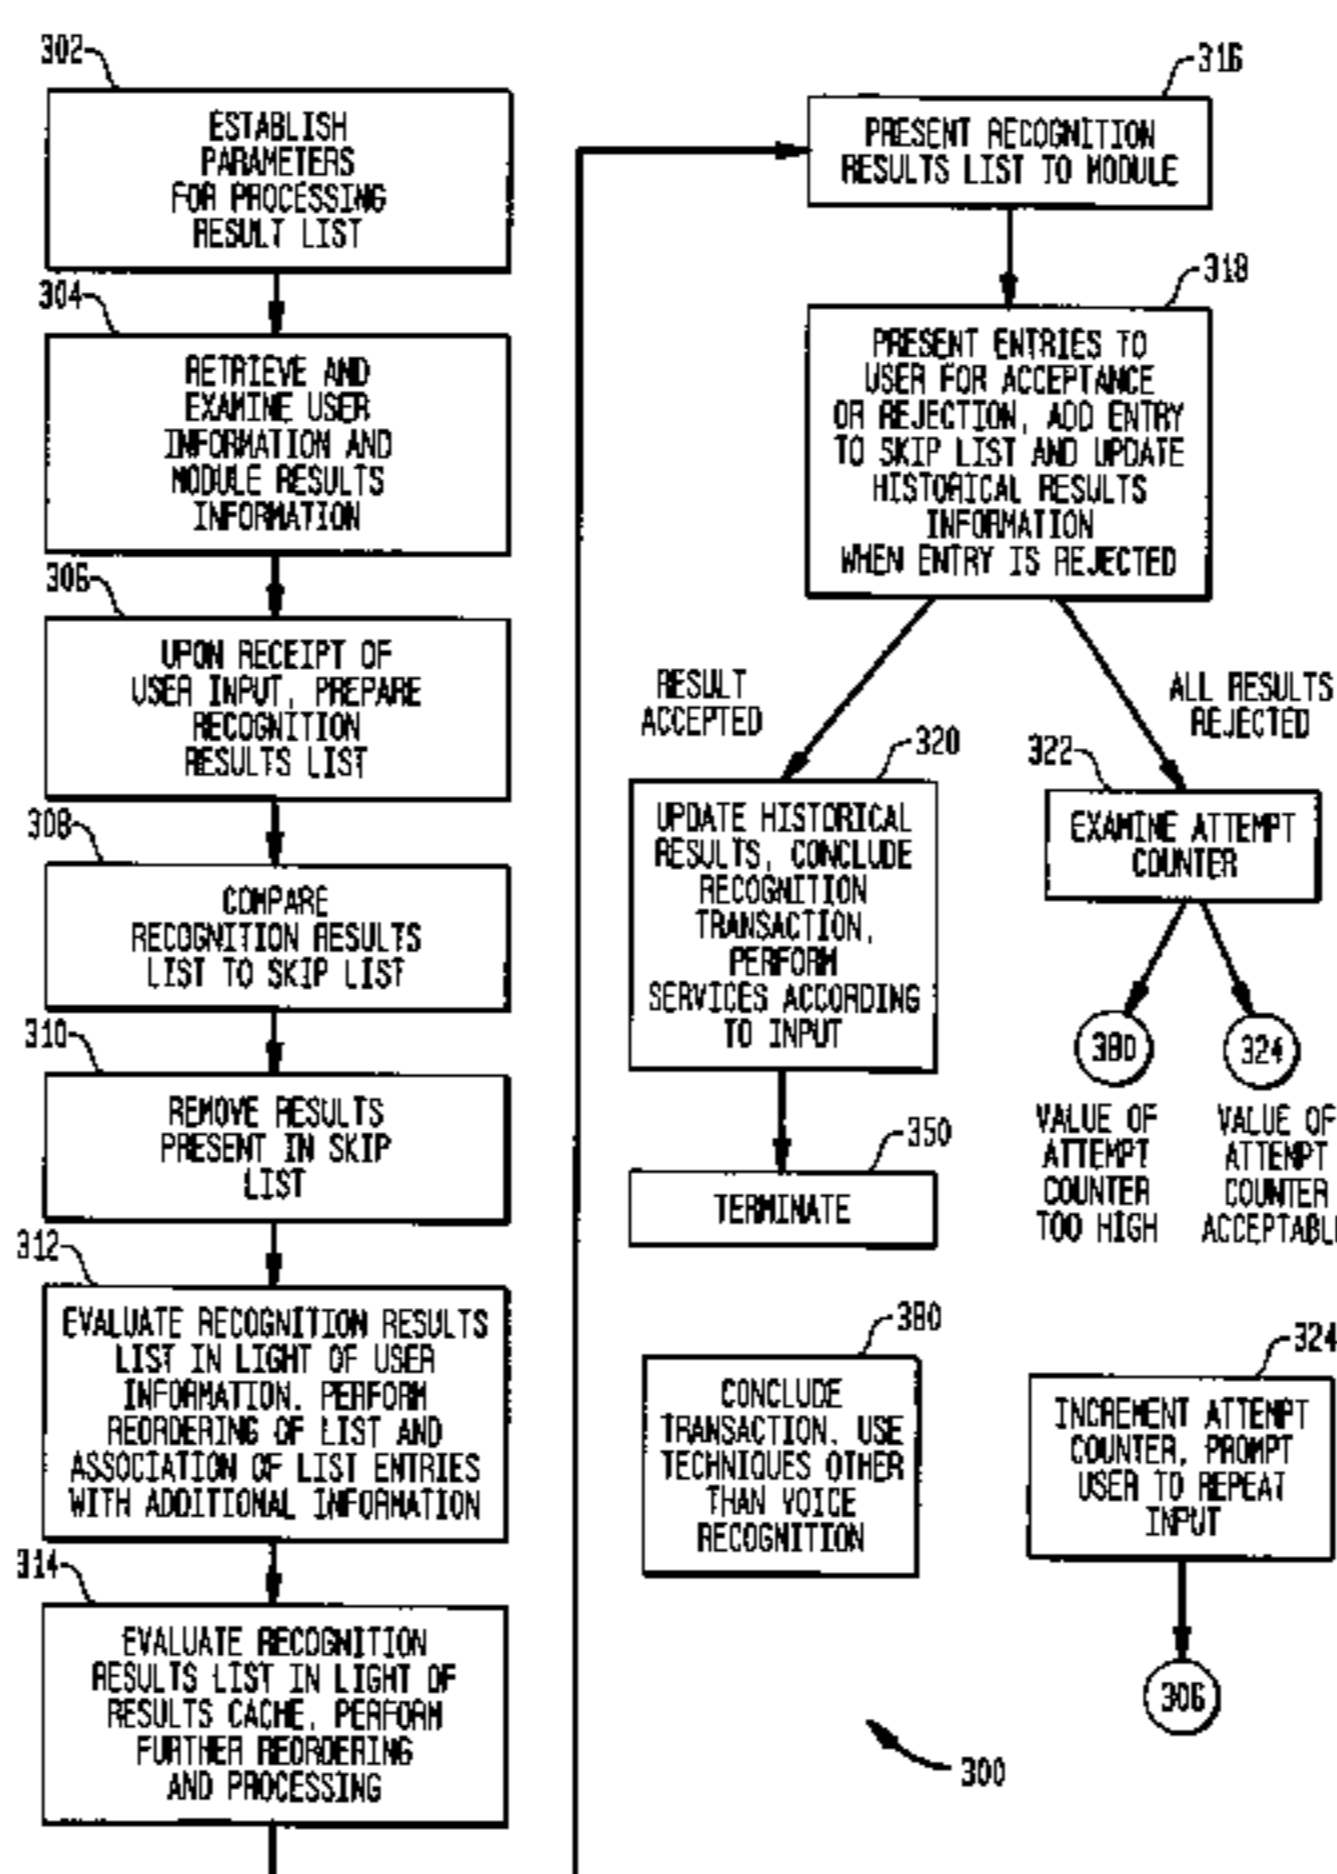 302
ESTABLISH
PARAMETERS
FOR PROCESSING
RESULT LIST
304
RETRIEVE AND
EXAMINE USER
INFORMATION AND
MODULE RESULTS
INFORMATION
306
UPON RECEIPT OF
USER INPUT, PREPARE
RECOGNITION
RESULTS LIST
308
COMPARE
RECOGNITION RESULTS
LIST TO SKIP LIST
310
REMOVE RESULTS
PRESENT IN SKIP
LIST
312
EVALUATE RECOGNITION RESULTS
LIST IN LIGHT OF USER
INFORMATION. PERFORM
REORDERING OF LIST AND
ASSOCIATION OF LIST ENTRIES
WITH ADDITIONAL INFORMATION
314
EVALUATE RECOGNITION
RESULTS LIST IN LIGHT OF
RESULTS CACHE, PERFORM
FURTHER REORDERING
AND PROCESSING
316
PRESENT RECOGNITION
RESULTS LIST TO MODULE
318
PRESENT ENTRIES TO
USER FOR ACCEPTANCE
OR REJECTION, ADD ENTRY
TO SKIP LIST AND UPDATE
HISTORICAL RESULTS
INFORMATION
WHEN ENTRY IS REJECTED
RESULT
ACCEPTED
ALL RESULTS
REJECTED
320
UPDATE HISTORICAL
RESULTS, CONCLUDE
RECOGNITION
TRANSACTION,
PERFORM
SERVICES ACCORDING
TO INPUT
322
EXAMINE ATTEMPT
COUNTER
380
324
VALUE OF
ATTEMPT
COUNTER
TOO HIGH
VALUE OF
ATTEMPT
COUNTER
ACCEPTABLE
350
TERMINATE
380
CONCLUDE
TRANSACTION. USE
TECHNIQUES OTHER
THAN VOICE
RECOGNITION
324
INCREMENT ATTEMPT
COUNTER, PROMPT
USER TO REPEAT
INPUT
306
300